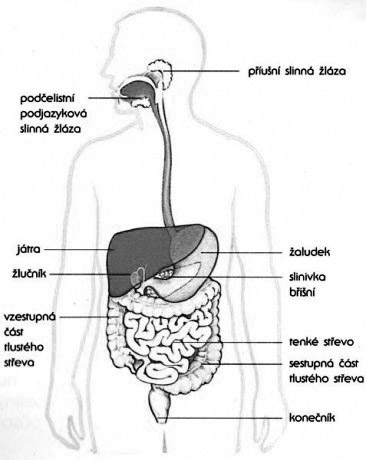 příušní slinná žláza
podčelistní
podjazyková
slinná žláza
játra
žlučník
vzestupná
část
tlustého
střeva
žaludek
slinivka
břišní
tenké střevo
sestupná část
tlustého střeva
konečník